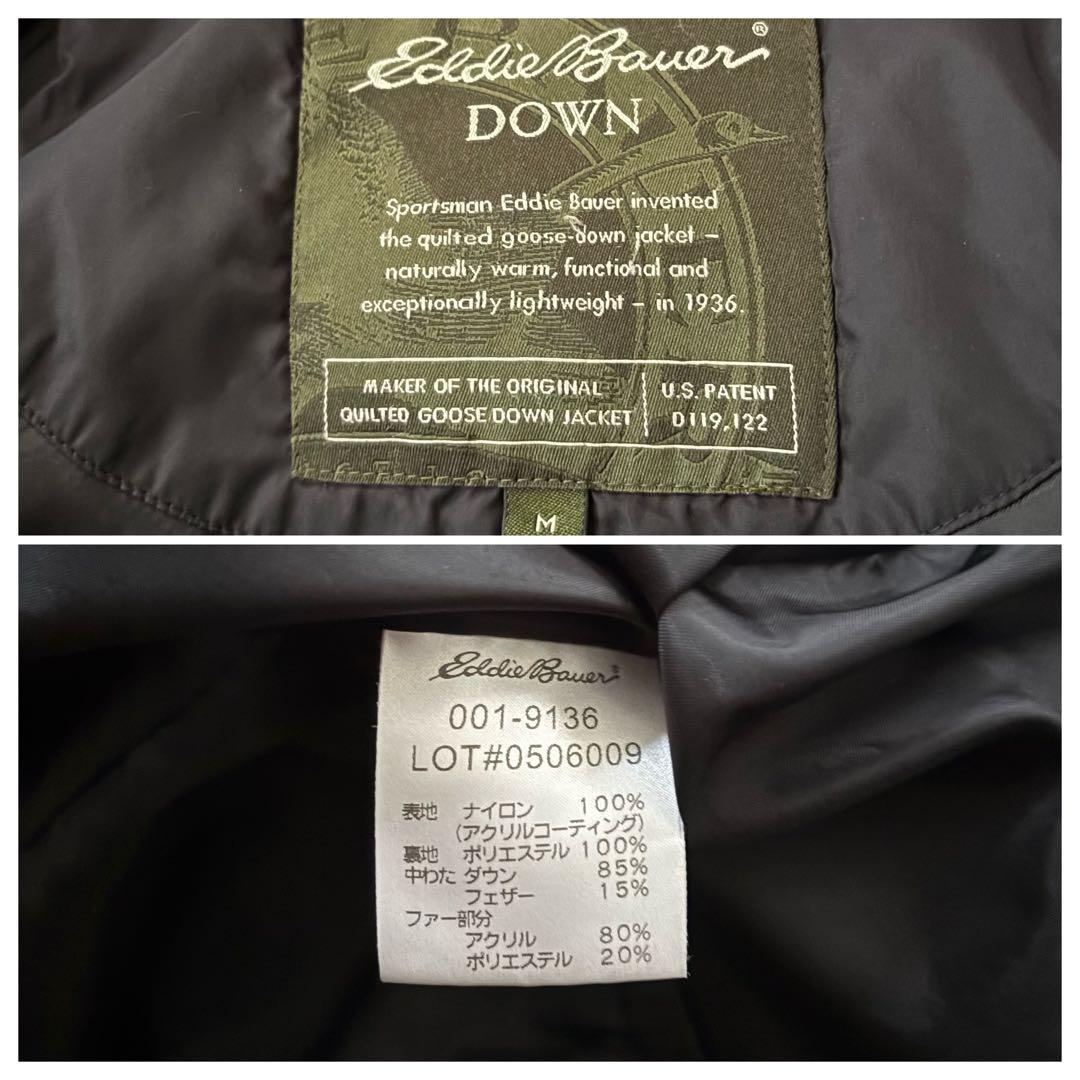 Eddie Bauer®
DOWN
Sportsman Eddie Bauer invented
the quilted goose-down jacket –
naturally warm, functional and
exceptionally lightweight – in 1936.
MAKER OF THE ORIGINAL
QUILTED GOOSE DOWN JACKET
U.S. PATENT
D119,122
M
Eddie Bauer®
001-9136
LOT#0506009
表地 ナイロン 100%
(アクリルコーティング)
裏地 ポリエステル 100%
中わた ダウン 85%
フェザー 15%
ファー部分
アクリル 80%
ポリエステル 20%